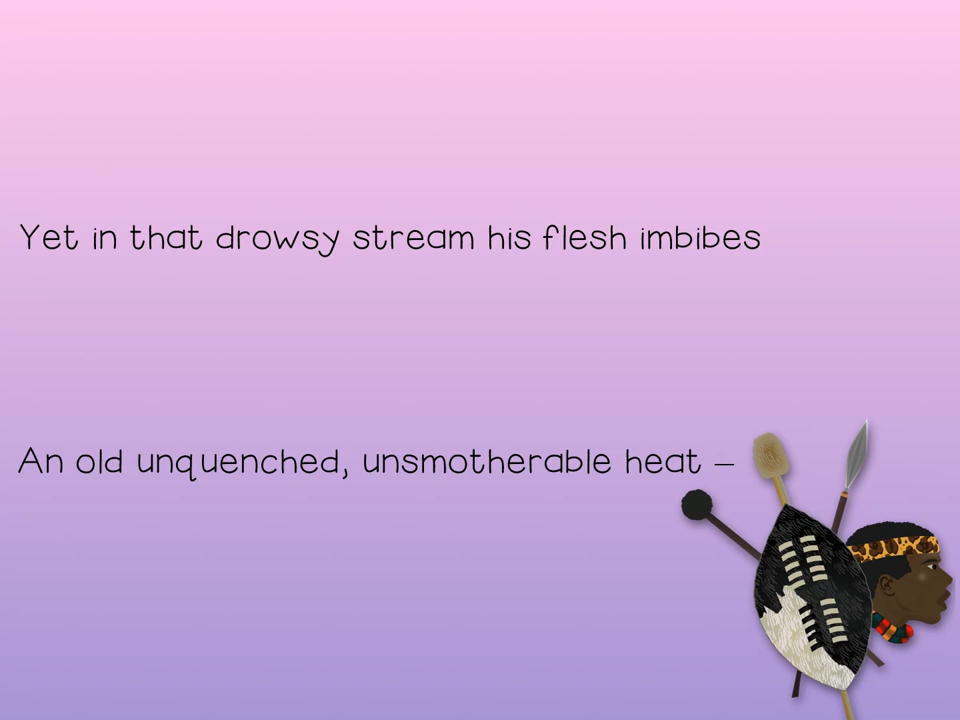 Yet in that drowsy stream his flesh imbibes
An old unquenched, unsmotherable heat –